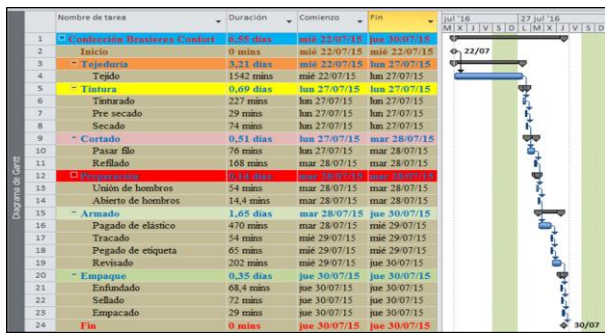 Nombre de tarea Duración Comienzo Fin jul '16 27 jul '16
M X J V S D L M X J V S D
1 Confección Brasieres Confort 6,55 días mié 22/07/15 jue 30/07/15
2 Inicio 0 mins mié 22/07/15 mié 22/07/15 22/07
3 Tejeduría 3,21 días mié 22/07/15 lun 27/07/15
4 Tejido 1542 mins mié 22/07/15 lun 27/07/15
5 Tintura 0,69 días lun 27/07/15 lun 27/07/15
6 Tinturado 227 mins lun 27/07/15 lun 27/07/15
7 Pre secado 29 mins lun 27/07/15 lun 27/07/15
8 Secado 74 mins lun 27/07/15 lun 27/07/15
9 Cortado 0,51 días lun 27/07/15 mar 28/07/15
10 Pasar filo 76 mins lun 27/07/15 mar 28/07/15
11 Refilado 168 mins mar 28/07/15 mar 28/07/15
12 Preparación 0,14 días mar 28/07/15 mar 28/07/15
13 Unión de hombros 54 mins mar 28/07/15 mar 28/07/15
14 Abierto de hombros 14,4 mins mar 28/07/15 mar 28/07/15
15 Armado 1,65 días mar 28/07/15 jue 30/07/15
16 Pagado de elástico 470 mins mar 28/07/15 mié 29/07/15
17 Tracado 54 mins mié 29/07/15 mié 29/07/15
18 Pegado de etiqueta 65 mins mié 29/07/15 mié 29/07/15
19 Revisado 202 mins mié 29/07/15 jue 30/07/15
20 Empaque 0,35 días jue 30/07/15 jue 30/07/15
21 Enfundado 68,4 mins jue 30/07/15 jue 30/07/15
22 Sellado 72 mins jue 30/07/15 jue 30/07/15
23 Empacado 29 mins jue 30/07/15 jue 30/07/15
24 Fin 0 mins jue 30/07/15 jue 30/07/15 30/07
Diagrama de Gantt